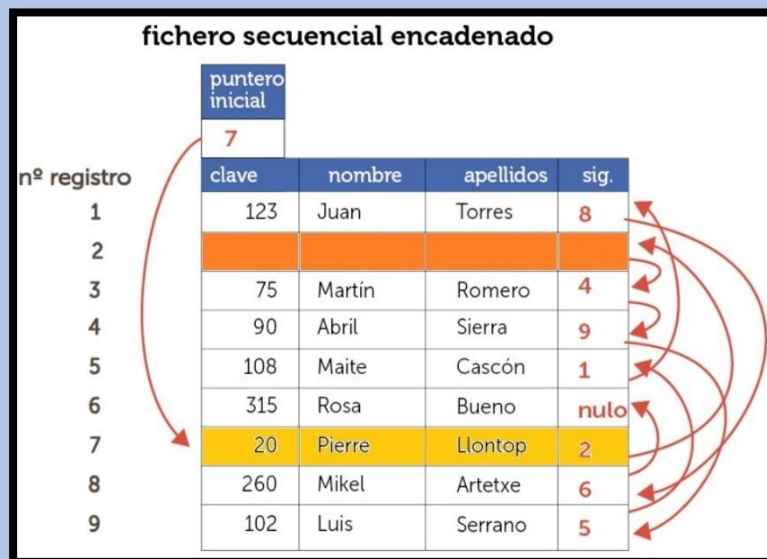 fichero secuencial encadenado
puntero
inicial
7
nº registro
clave nombre apellidos sig.
1 123 Juan Torres 8
2
3 75 Martín Romero 4
4 90 Abril Sierra 9
5 108 Maite Cascón 1
6 315 Rosa Bueno nulo
7 20 Pierre Llontop 2
8 260 Mikel Artetxe 6
9 102 Luis Serrano 5